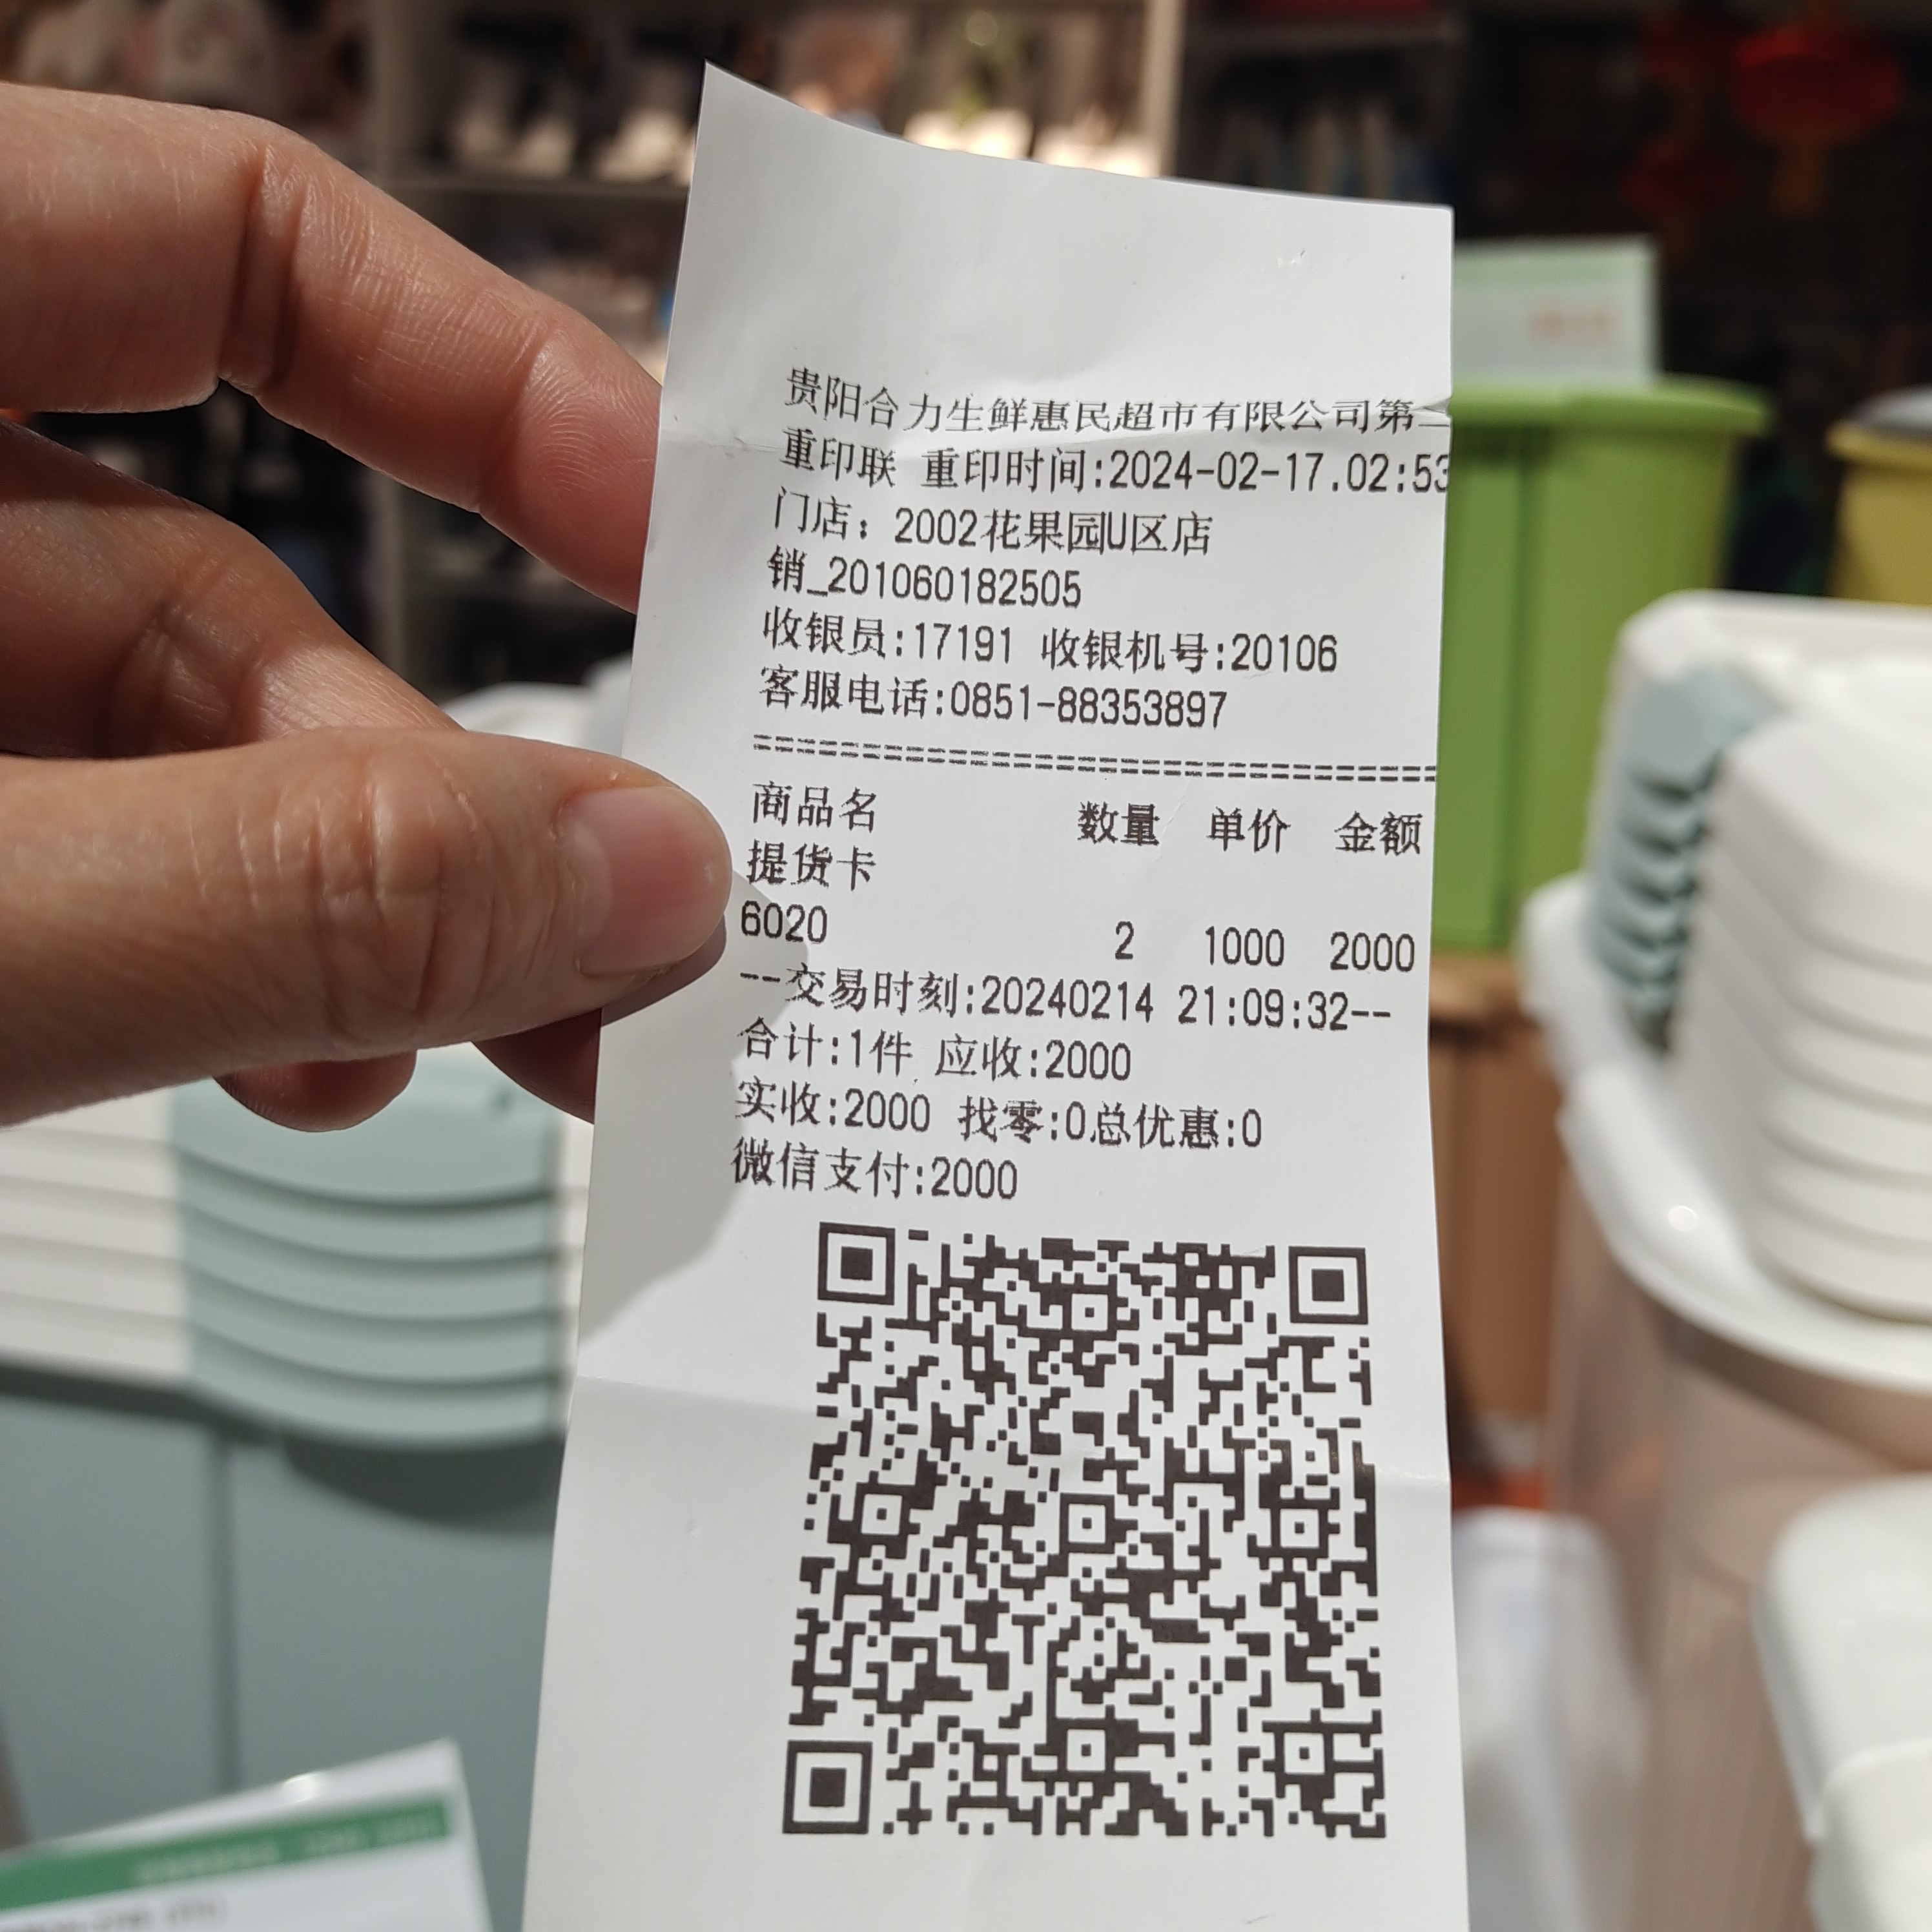 贵阳合力生鲜惠民超市有限公司第
重印联 重印时间:2024-02-17.02:53
门店：2002花果园U区店
销_201060182505
收银员:17191 收银机号:20106
客服电话:0851-88353897
================================
商品名 数量 单价 金额
提货卡
6020 2 1000 2000
--交易时刻:20240214 21:09:32--
合计:1件 应收:2000
实收:2000 找零:0总优惠:0
微信支付:2000